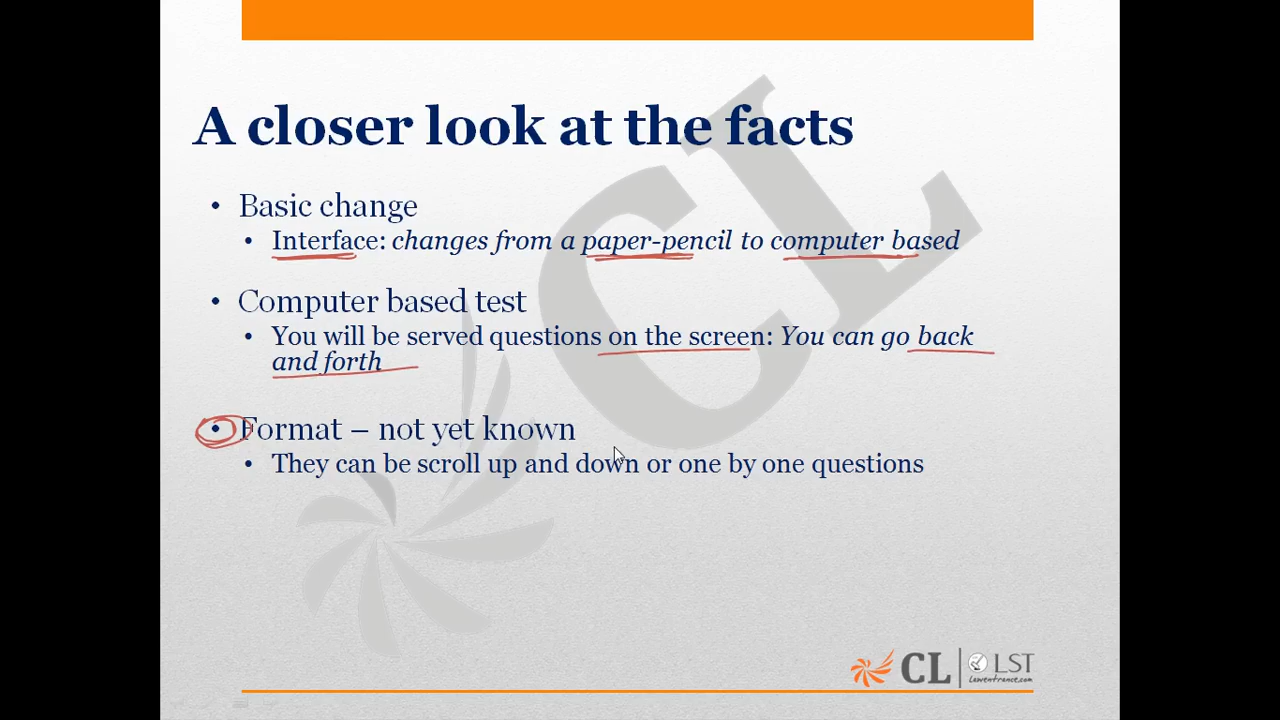 A closer look at the facts
• Basic change
• Interface: changes from a paper-pencil to computer based
• Computer based test
• You will be served questions on the screen: You can go back
and forth
• Format – not yet known
• They can be scroll up and down or one by one questions
CL
CL | LST
Lawentrance.com